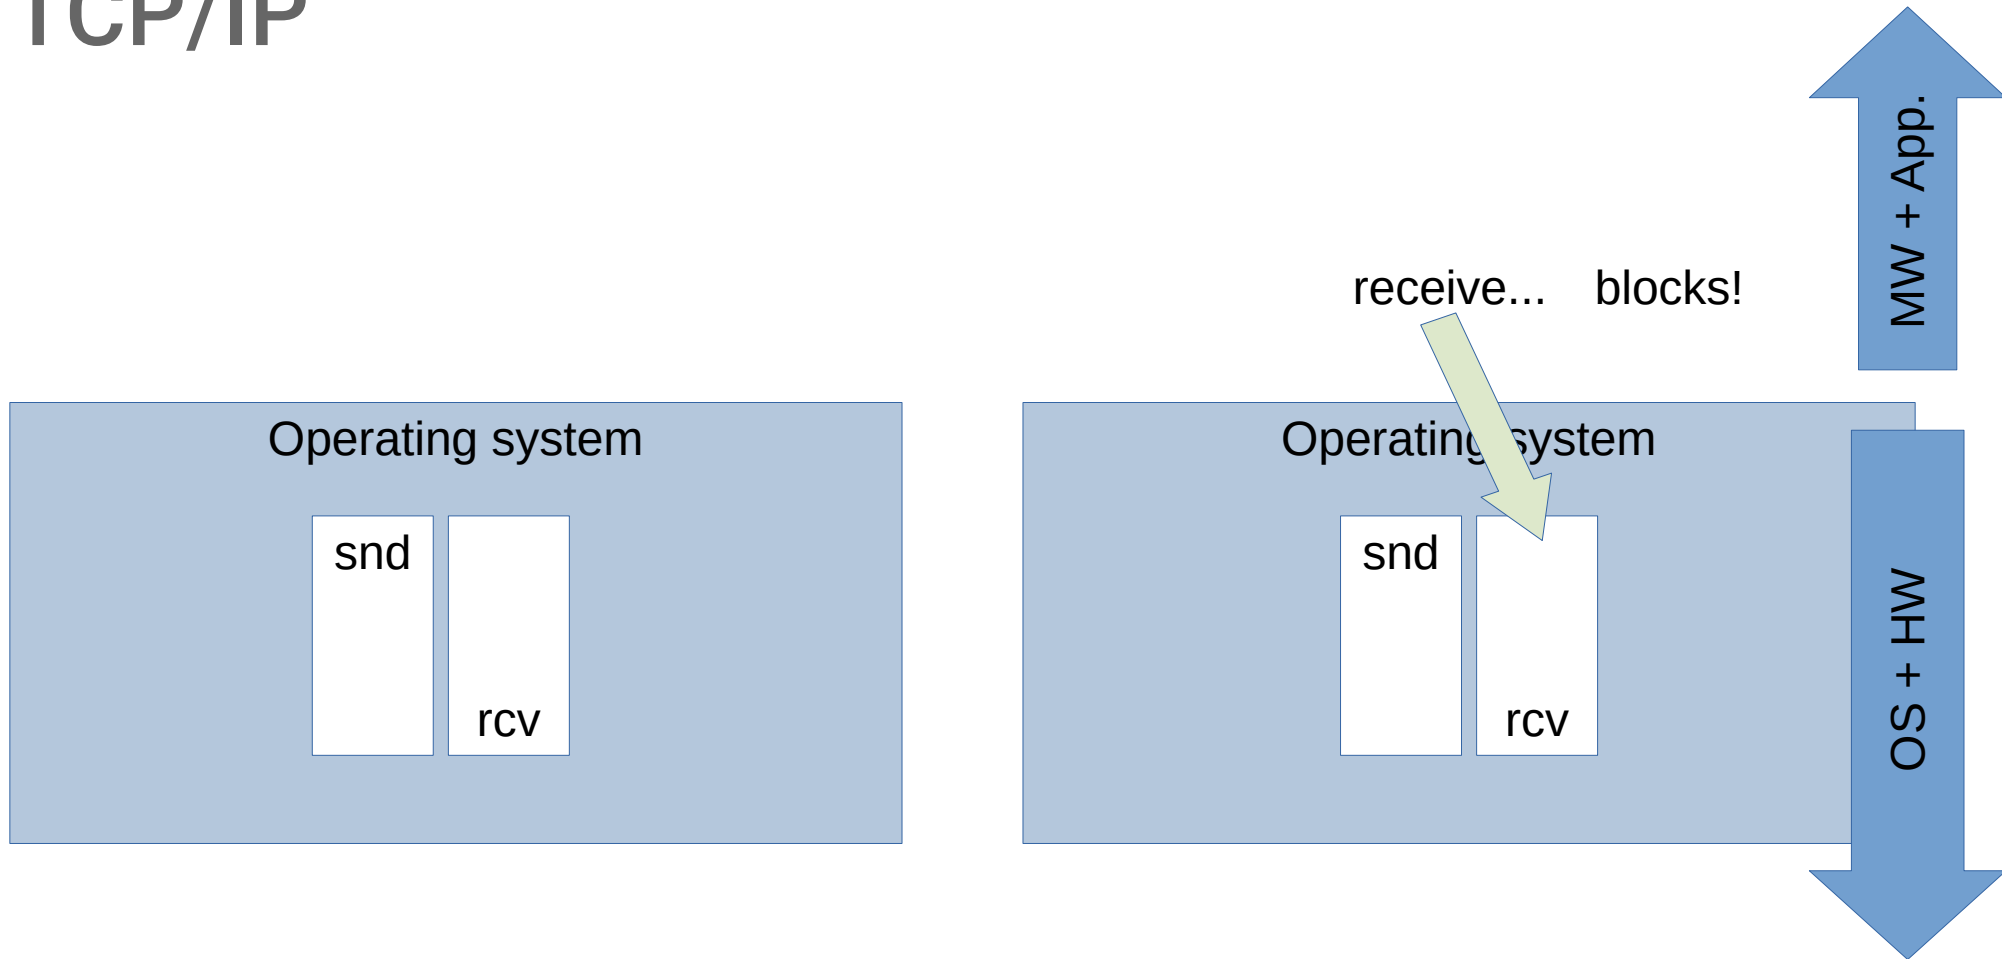 TCP/IP
MW + App.
receive... blocks!
Operating system
Operating system
snd
snd
rcv
rcv
OS + HW